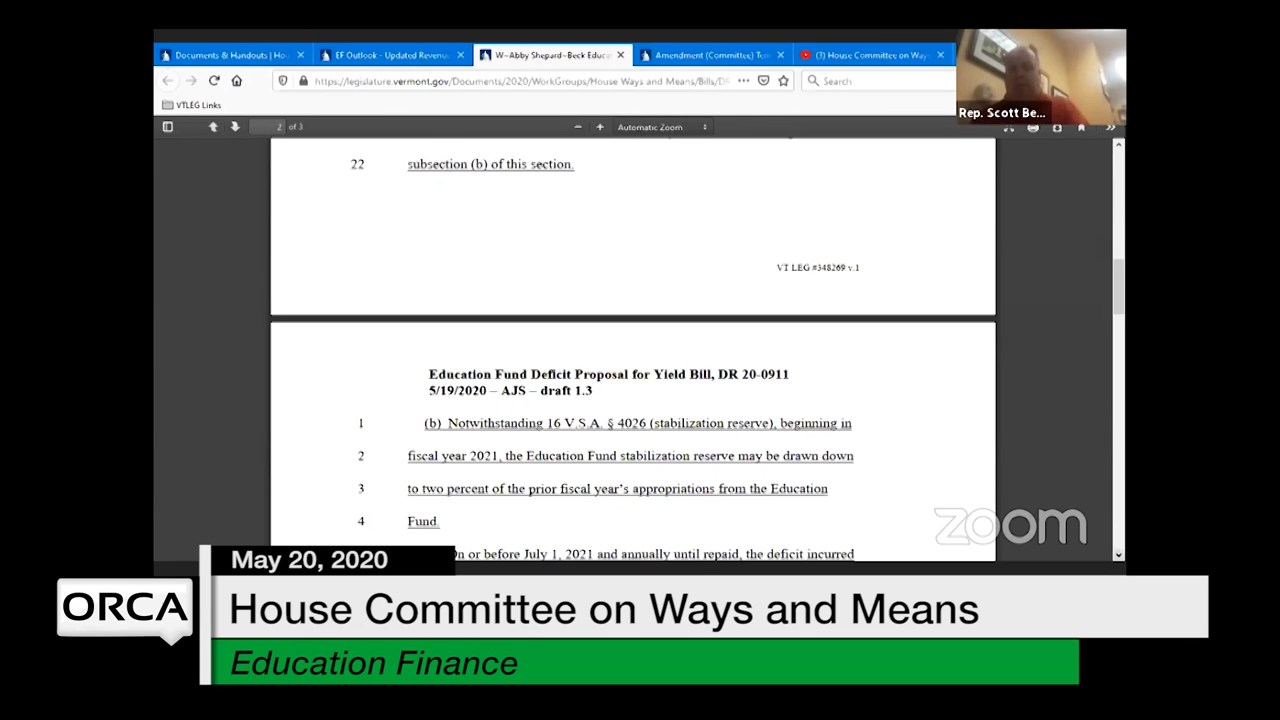 Documents & Handouts | Ho
EF Outlook - Updated Revenu
W~Abby Shepard~Beck Educa
Amendment (Committee) Tem
(3) House Committee on Way
https://legislature.vermont.gov/Documents/2020/WorkGroups/House Ways and Means/Bills/DR
Search
VTLEG Links
2 of 3
Automatic Zoom
Rep. Scott Be...
22 subsection (b) of this section.
VT LEG #348269 v.1
Education Fund Deficit Proposal for Yield Bill, DR 20-0911
5/19/2020 – AJS – draft 1.3
1 (b) Notwithstanding 16 V.S.A. § 4026 (stabilization reserve), beginning in
2 fiscal year 2021, the Education Fund stabilization reserve may be drawn down
3 to two percent of the prior fiscal year's appropriations from the Education
4 Fund.
On or before July 1, 2021 and annually until repaid, the deficit incurred
zoom
May 20, 2020
ORCA
House Committee on Ways and Means
Education Finance